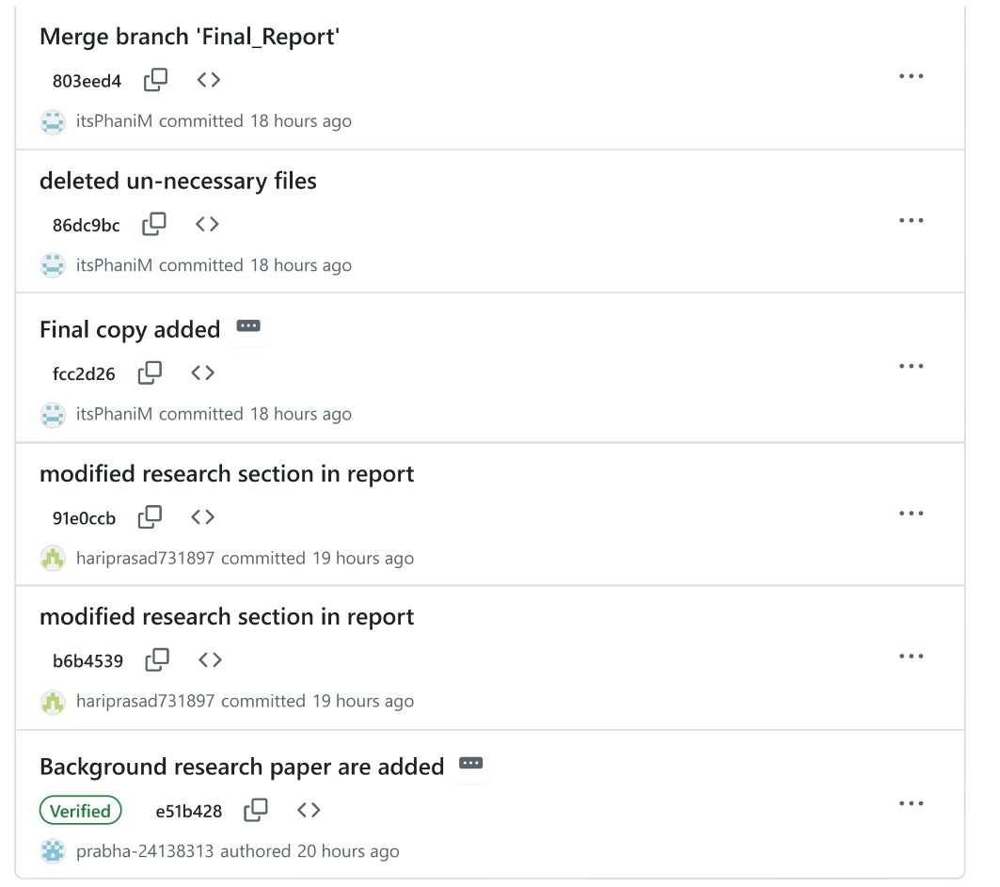 Merge branch 'Final_Report'
803eed4
itsPhaniM committed 18 hours ago
deleted un-necessary files
86dc9bc
itsPhaniM committed 18 hours ago
Final copy added
fcc2d26
itsPhaniM committed 18 hours ago
modified research section in report
91e0ccb
hariprasad731897 committed 19 hours ago
modified research section in report
b6b4539
hariprasad731897 committed 19 hours ago
Background research paper are added
Verified e51b428
prabha-24138313 authored 20 hours ago